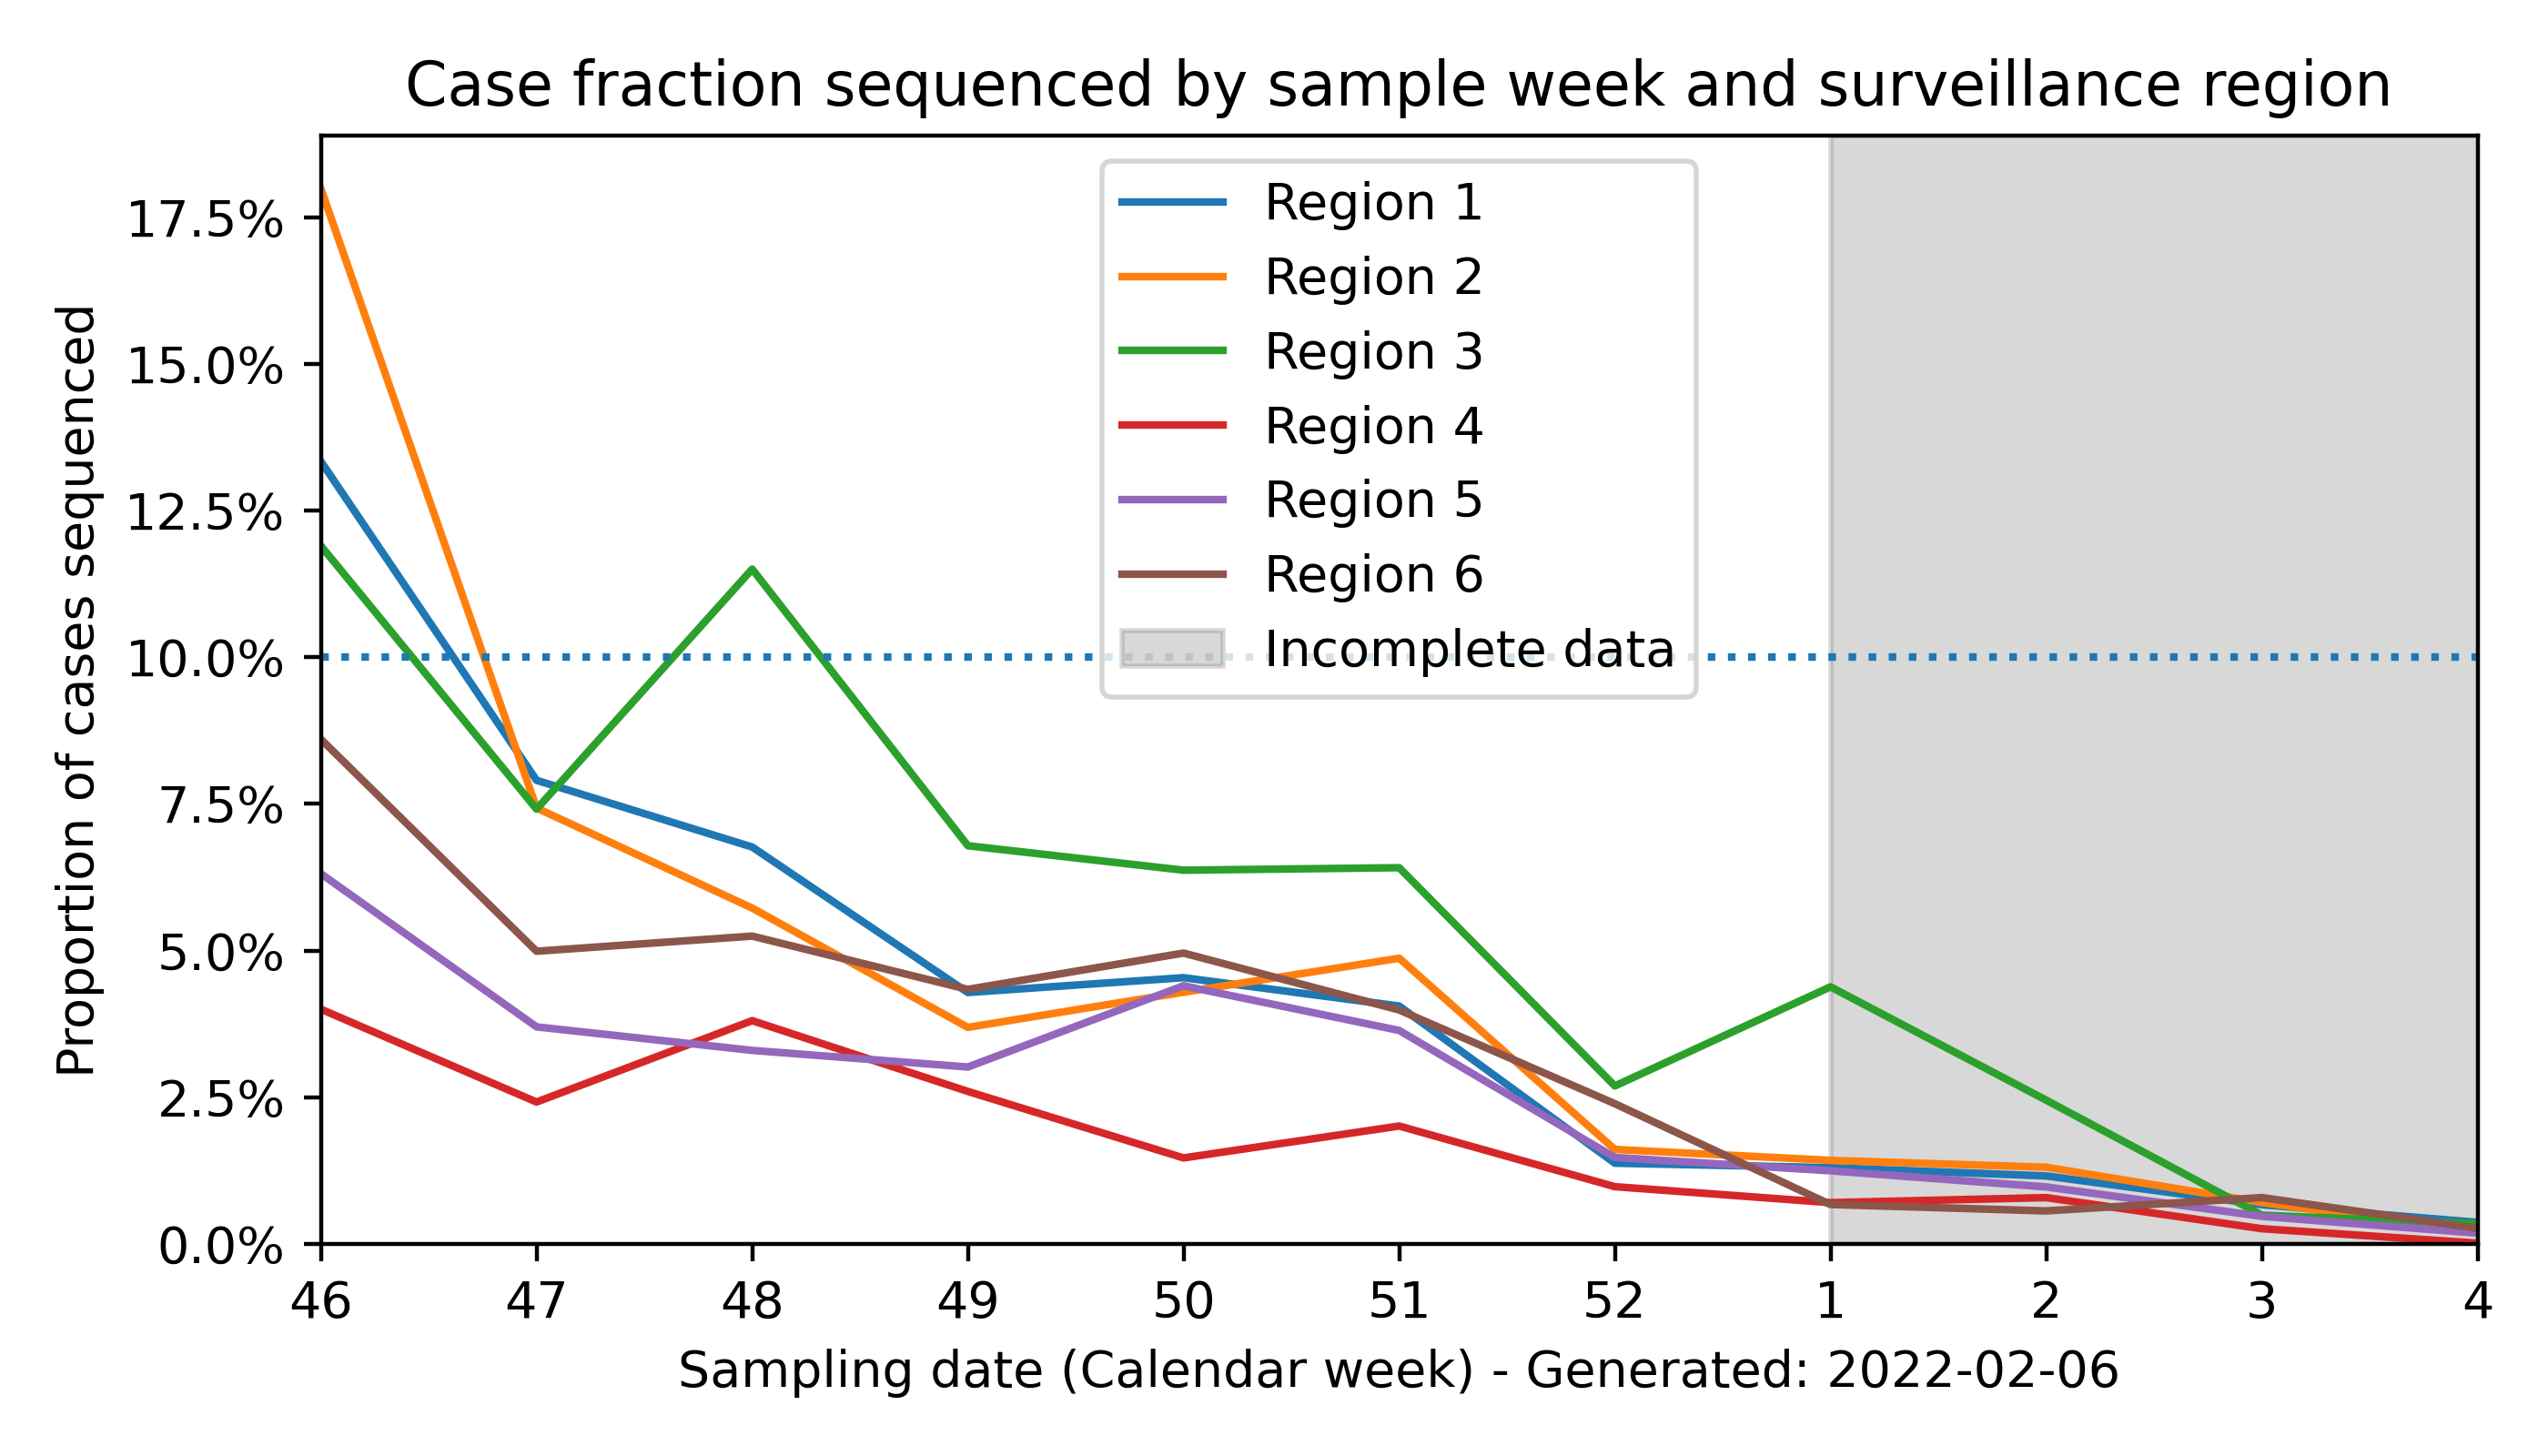 Case fraction sequenced by sample week and surveillance region
Proportion of cases sequenced
17.5%
15.0%
12.5%
10.0%
7.5%
5.0%
2.5%
0.0%
Region 1
Region 2
Region 3
Region 4
Region 5
Region 6
Incomplete data
46 47 48 49 50 51 52 1 2 3 4
Sampling date (Calendar week) - Generated: 2022-02-06